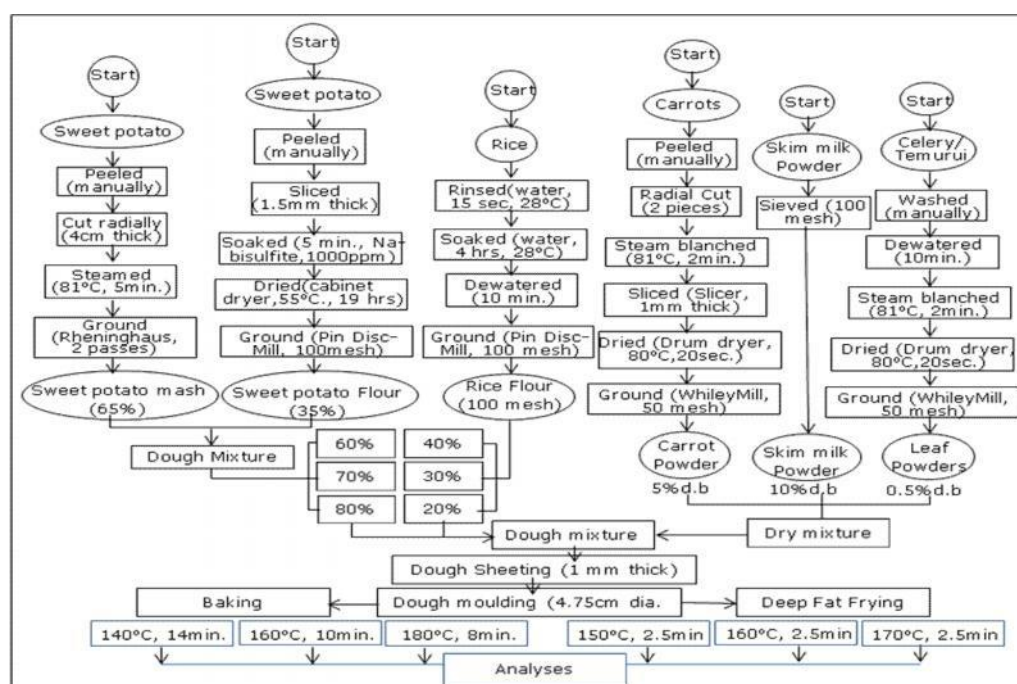 Start
Sweet potato
Peeled
(manually)
Cut radially
(4cm thick)
Steamed
(81°C, 5min.)
Ground
(Rheninghaus,
2 passes)
Sweet potato mash
(65%)
Start
Sweet potato
Peeled
(manually)
Sliced
(1.5mm thick)
Soaked (5 min., Na-
bisulfite,1000ppm)
Dried(cabinet
dryer,55°C., 19 hrs)
Ground (Pin Disc-
Mill, 100mesh)
Sweet potato Flour
(35%)
Start
Rice
Rinsed(water,
15 sec, 28°C)
Soaked (water,
4 hrs, 28°C)
Dewatered
(10 min.)
Ground (Pin Disc-
Mill, 100 mesh)
Rice Flour
(100 mesh)
Start
Carrots
Peeled
(manually)
Radial Cut
(2 pieces)
Steam blanched
(81°C, 2min.)
Sliced (Slicer,
1mm thick)
Dried (Drum dryer,
80°C,20sec.)
Ground (WhileyMill,
50 mesh)
Carrot
Powder
5%d.b
Start
Skim milk
Powder
Sieved (100
mesh)
Skim milk
Powder
10%d.b
Start
Celery/
Temurui
Washed
(manually)
Dewatered
(10min.)
Steam blanched
(81°C, 2min.)
Dried (Drum dryer,
80°C,20sec.)
Ground (WhileyMill,
50 mesh)
Leaf
Powders
0.5%d.b
Dough Mixture
60%
40%
70%
30%
80%
20%
Dough mixture
Dry mixture
Dough Sheeting (1 mm thick)
Baking
Dough moulding (4.75cm dia.
Deep Fat Frying
140°C, 14min.
160°C, 10min.
180°C, 8min.
150°C, 2.5min
160°C, 2.5min
170°C, 2.5min
Analyses